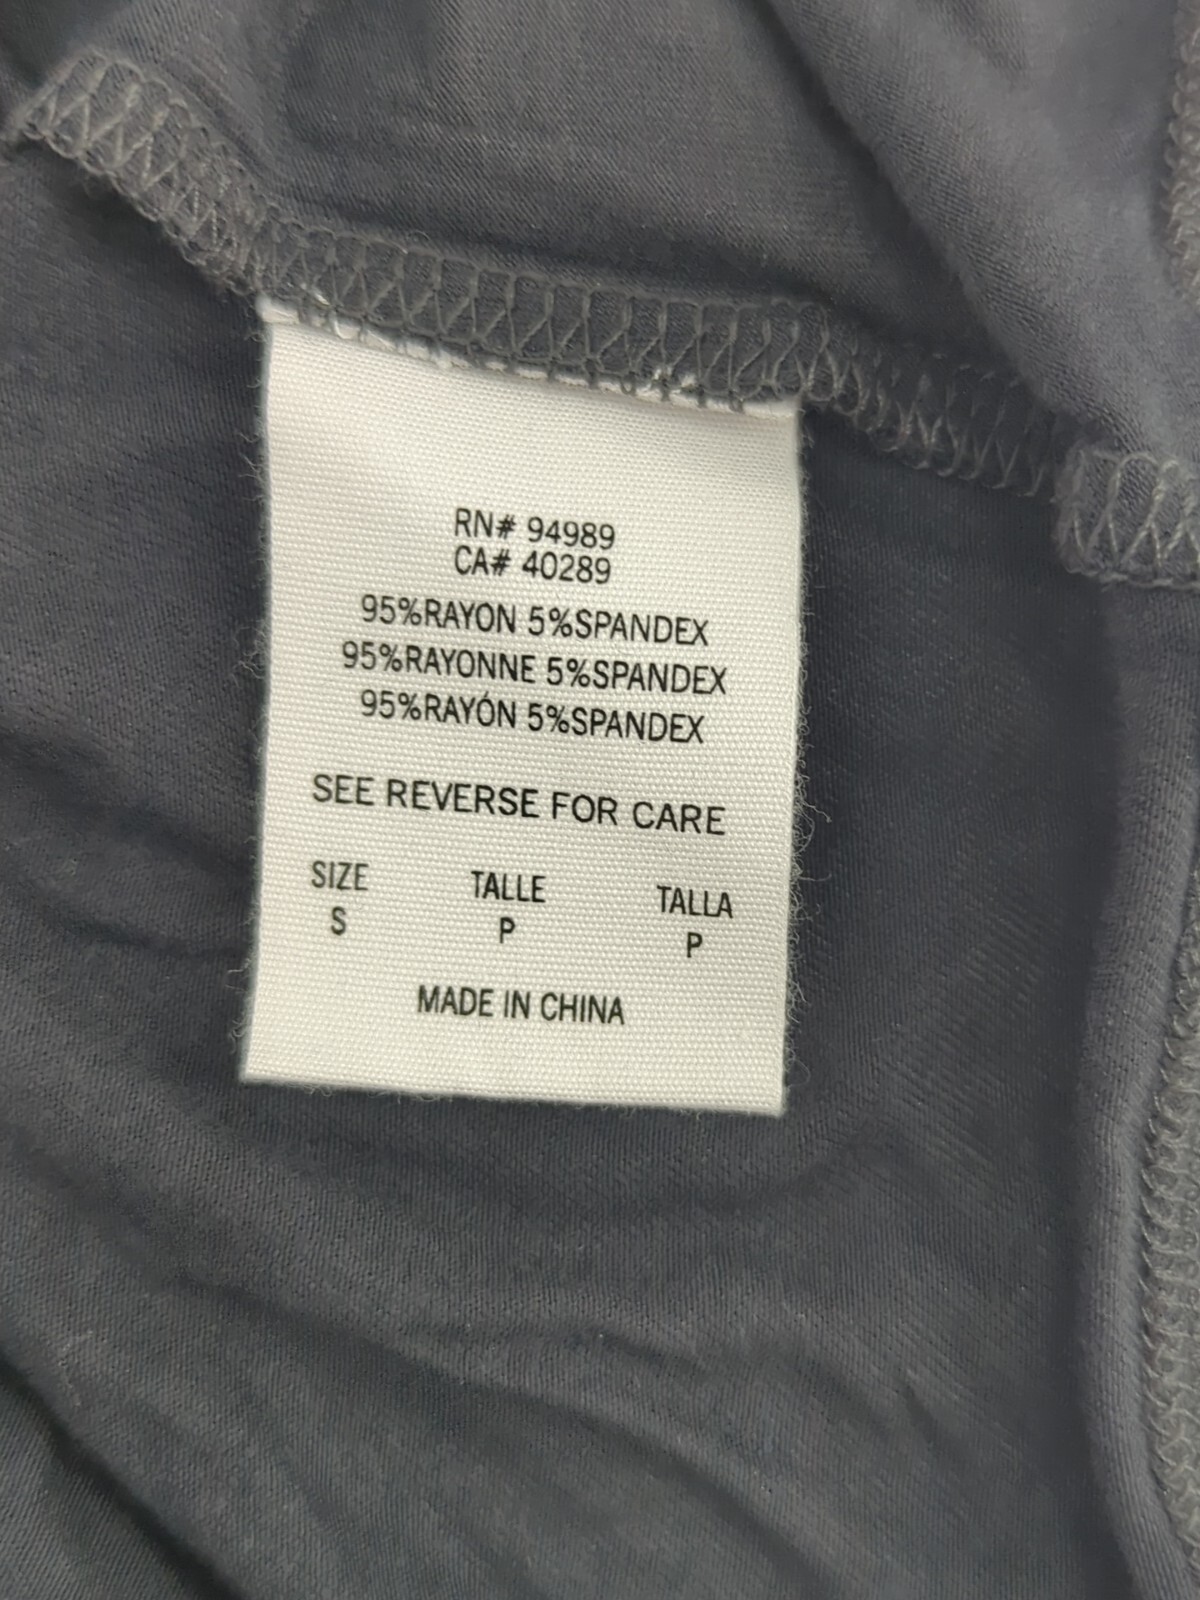 RN# 94989
CA# 40289
95%RAYON 5%SPANDEX
95%RAYONNE 5%SPANDEX
95%RAYÓN 5%SPANDEX
SEE REVERSE FOR CARE
SIZE TALLE TALLA
S P P
MADE IN CHINA